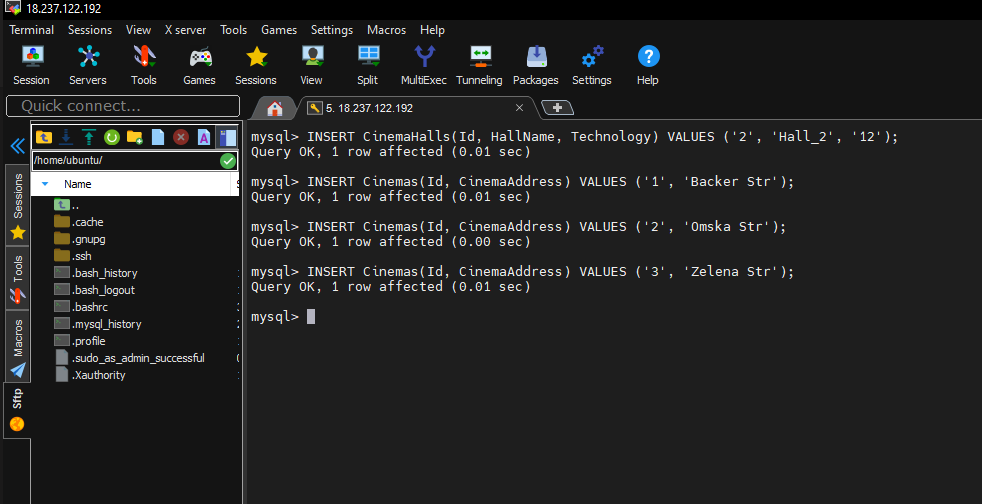 18.237.122.192
Terminal Sessions View X server Tools Games Settings Macros Help
Session Servers Tools Games Sessions View Split MultiExec Tunneling Packages Settings Help
Quick connect...
5. 18.237.122.192
/home/ubuntu/
Name
..
.cache
.gnupg
.ssh
.bash_history
.bash_logout
.bashrc
.mysql_history
.profile
.sudo_as_admin_successful
.Xauthority
Sessions
Tools
Macros
Sftp
mysql> INSERT CinemaHalls(Id, HallName, Technology) VALUES ('2', 'Hall_2', '12');
Query OK, 1 row affected (0.01 sec)
mysql> INSERT Cinemas(Id, CinemaAddress) VALUES ('1', 'Backer Str');
Query OK, 1 row affected (0.01 sec)
mysql> INSERT Cinemas(Id, CinemaAddress) VALUES ('2', 'Omska Str');
Query OK, 1 row affected (0.00 sec)
mysql> INSERT Cinemas(Id, CinemaAddress) VALUES ('3', 'Zelena Str');
Query OK, 1 row affected (0.01 sec)
mysql>